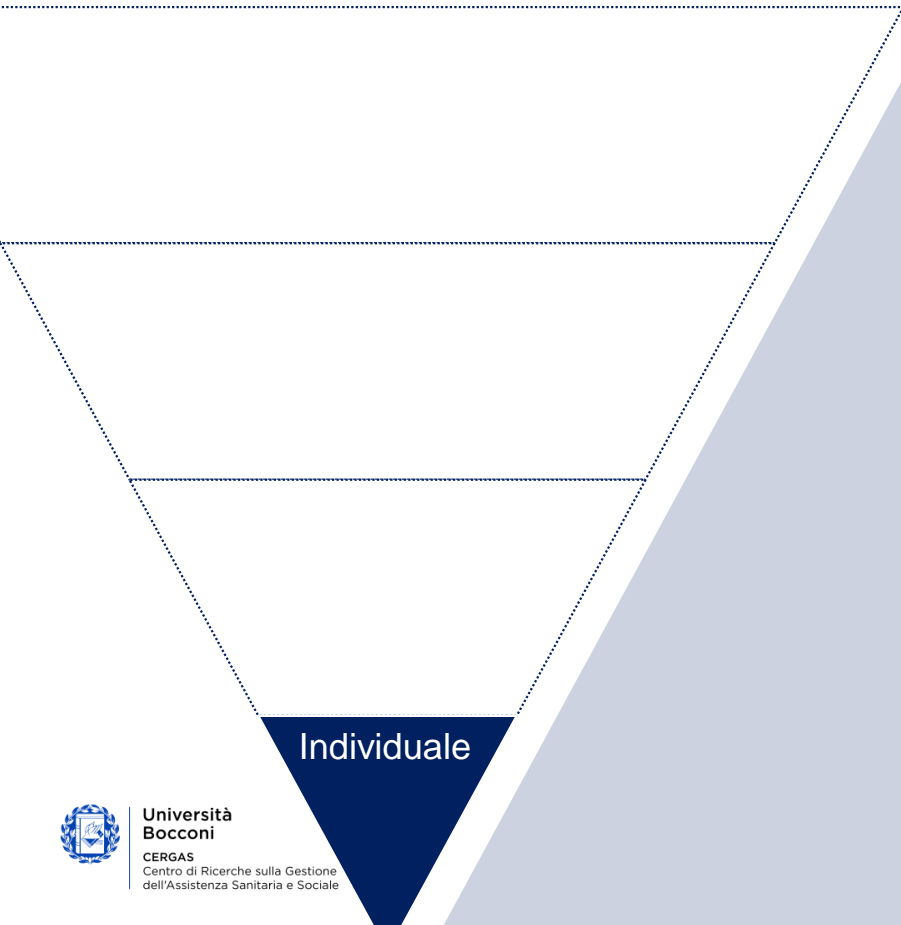 Individuale
Università
Bocconi
CERGAS
Centro di Ricerche sulla Gestione
dell'Assistenza Sanitaria e Sociale